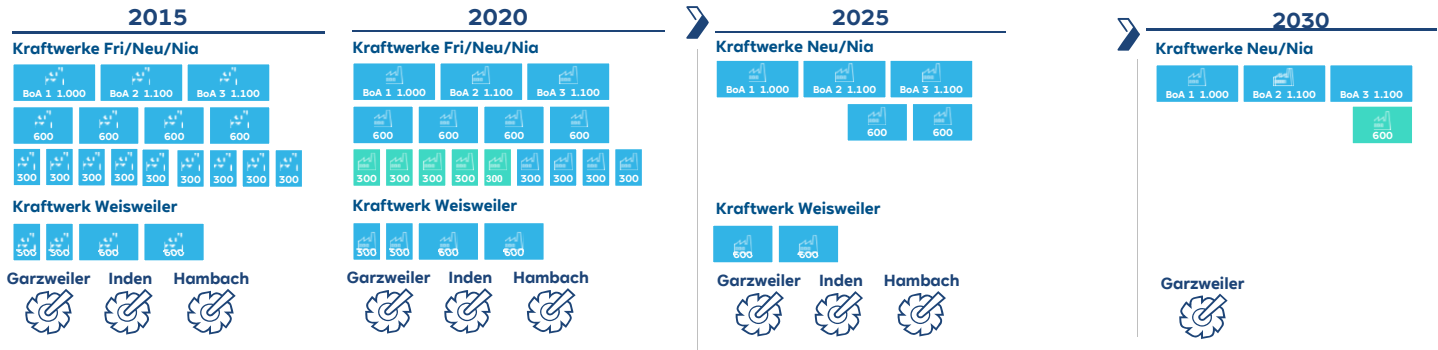 2015
Kraftwerke Fri/Neu/Nia
BoA 1 1.000 BoA 2 1.100 BoA 3 1.100
600 600 600 600
300 300 300 300 300 300 300 300 300
Kraftwerk Weisweiler
300 300 600 600
Garzweiler Inden Hambach
2020
Kraftwerke Fri/Neu/Nia
BoA 1 1.000 BoA 2 1.100 BoA 3 1.100
600 600 600 600
300 300 300 300 300 300 300 300 300
Kraftwerk Weisweiler
300 300 600 600
Garzweiler Inden Hambach
2025
Kraftwerke Neu/Nia
BoA 1 1.000 BoA 2 1.100 BoA 3 1.100
600 600
Kraftwerk Weisweiler
600 600
Garzweiler Inden Hambach
2030
Kraftwerke Neu/Nia
BoA 1 1.000 BoA 2 1.100 BoA 3 1.100
600
Garzweiler